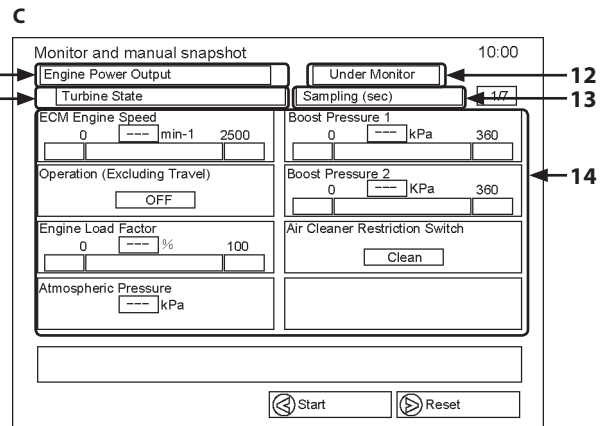 C
Monitor and manual snapshot 10:00
Engine Power Output Under Monitor 12
Turbine State Sampling (sec) 1/7 13
ECM Engine Speed Boost Pressure 1
0 --- min-1 2500 0 --- kPa 360
Operation (Excluding Travel) Boost Pressure 2
OFF 0 --- KPa 360 14
Engine Load Factor Air Cleaner Restriction Switch
0 --- % 100 Clean
Atmospheric Pressure
--- kPa
Start Reset